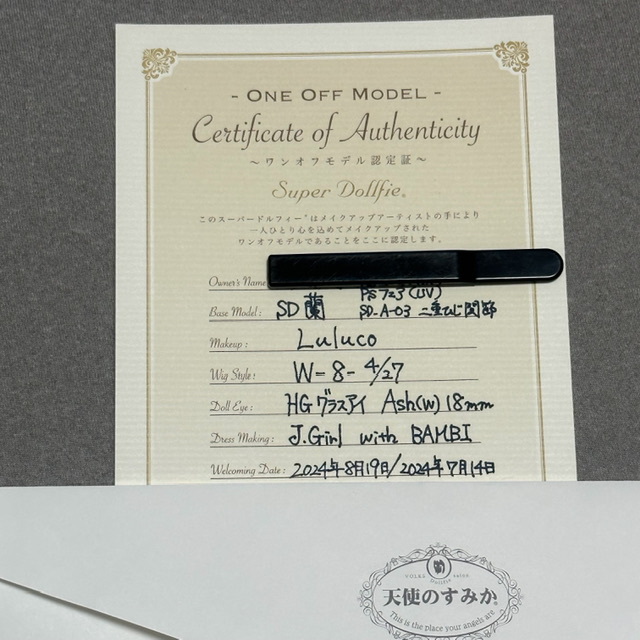 - ONE OFF MODEL -
Certificate of Authenticity
～ワンオフモデル認定証～
Super Dollfie®
このスーパードルフィー®はメイクアップアーティストの手により
一人ひとり心を込めてメイクアップされた
ワンオフモデルであることをここに認定します。
Owner's Name
PSフェア(UV)
Base Model: SD 蘭 SD-A-03 二重ひじ関節
Makeup: Luluco
Wig Style: W-8-4/27
Doll Eye: HGグラスアイ Ash(W) 18mm
Dress Making: J.Girl with BAMBI
Welcoming Date: 2024年8月19日/2024年7月14日
VOLKS Dollfie salon
天使のすみか®
This is the place your angels are